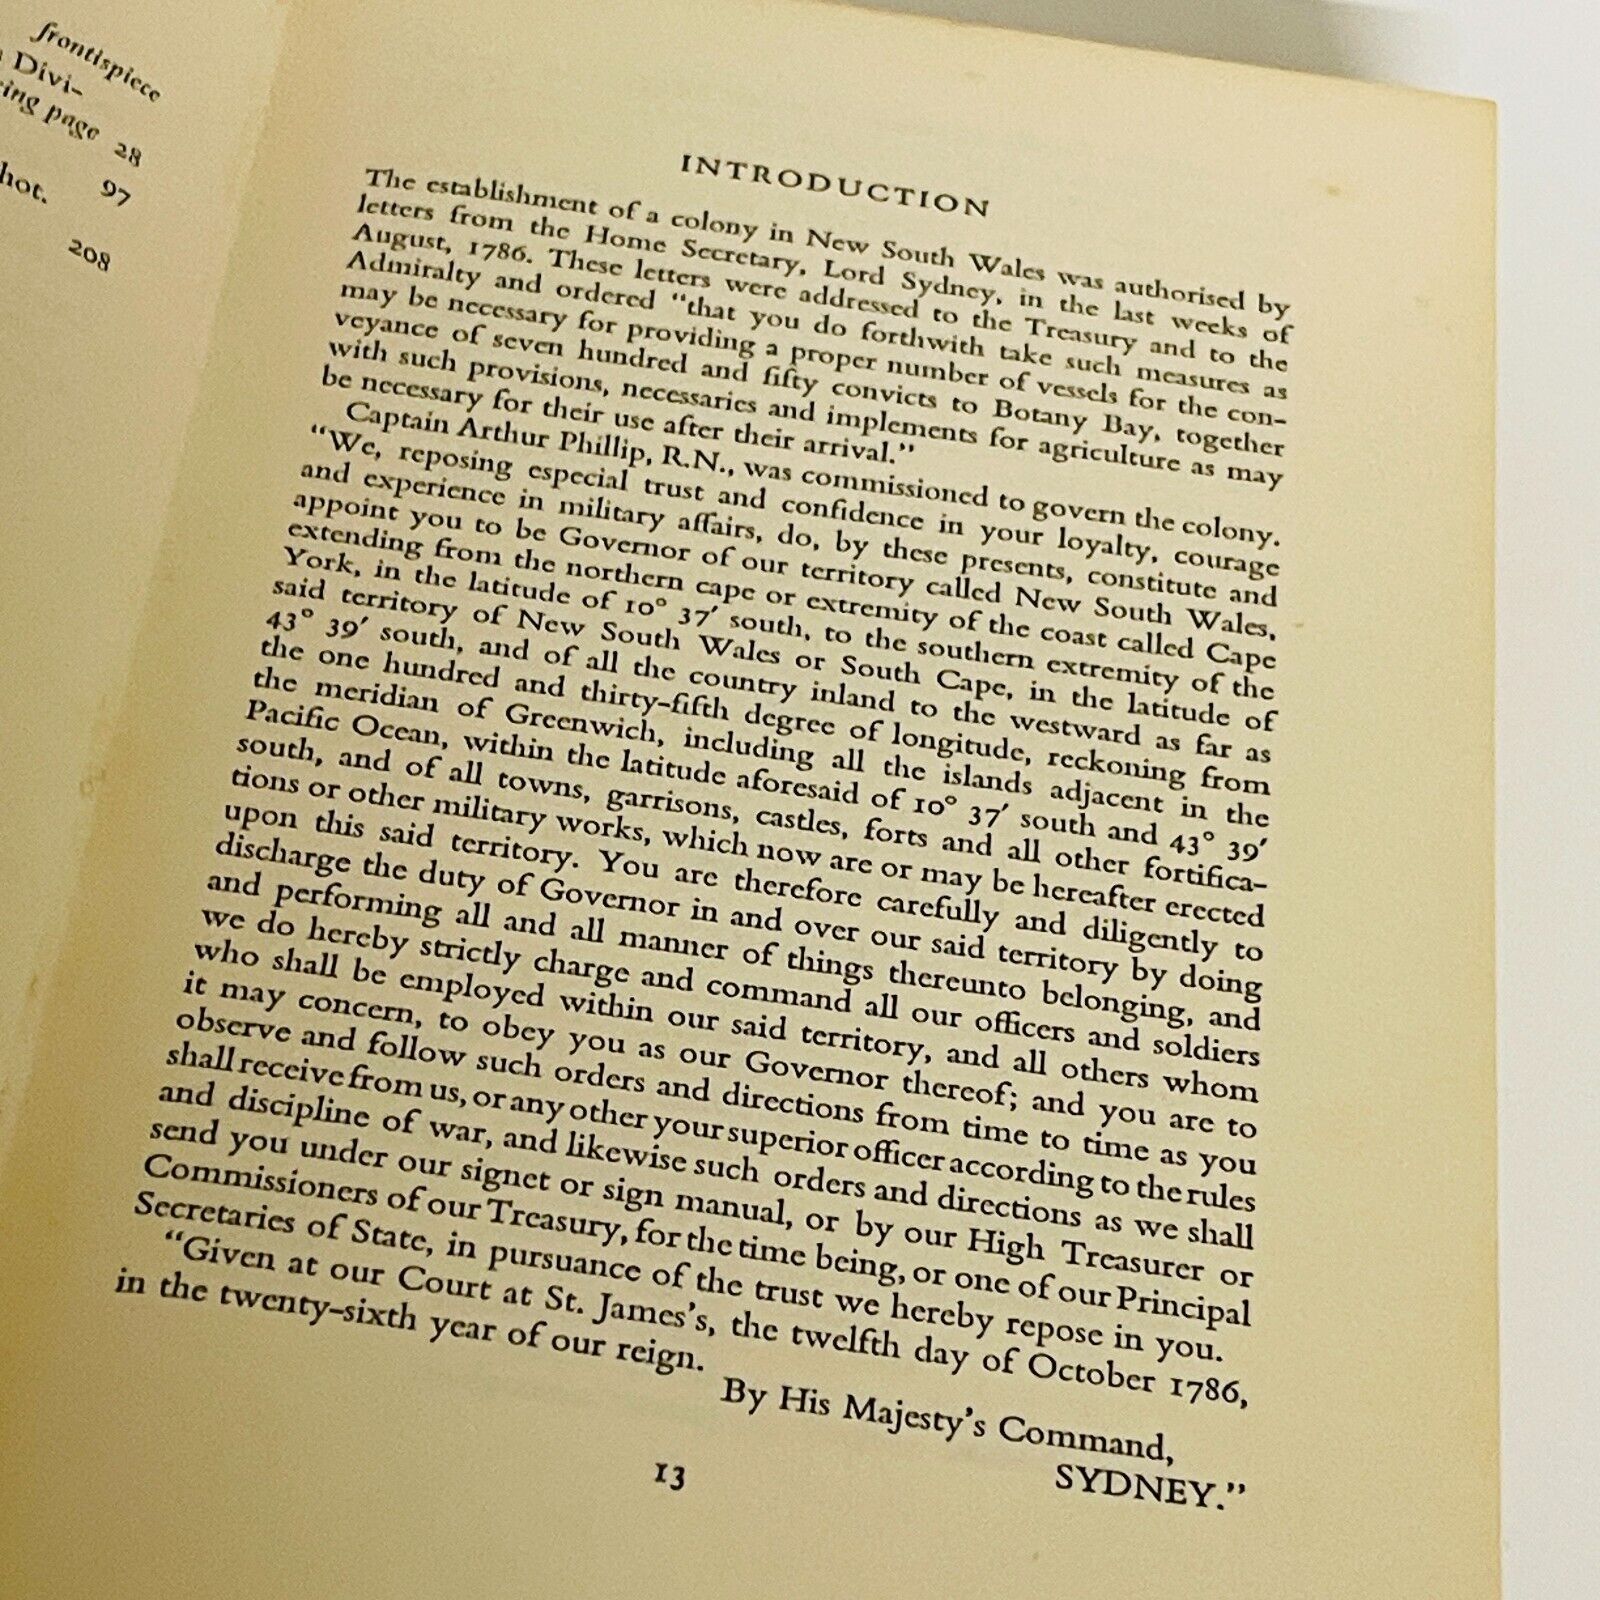 frontispiece
Divi-
page 28
97
hot.
208
INTRODUCTION
The establishment of a colony in New South Wales was authorised by
letters from the Home Secretary, Lord Sydney, in the last weeks of
August, 1786. These letters were addressed to the Treasury and to the
Admiralty and ordered "that you do forthwith take such measures as
may be necessary for providing a proper number of vessels for the con-
veyance of seven hundred and fifty convicts to Botany Bay, together
with such provisions, necessaries and implements for agriculture as may
be necessary for their use after their arrival."
Captain Arthur Phillip, R.N., was commissioned to govern the colony.
"We, reposing especial trust and confidence in your loyalty, courage
and experience in military affairs, do, by these presents, constitute and
appoint you to be Governor of our territory called New South Wales,
extending from the northern cape or extremity of the coast called Cape
York, in the latitude of 10° 37′ south, to the southern extremity of the
said territory of New South Wales or South Cape, in the latitude of
43° 39′ south, and of all the country inland to the westward as far as
the one hundred and thirty-fifth degree of longitude, reckoning from
the meridian of Greenwich, including all the islands adjacent in the
Pacific Ocean, within the latitude aforesaid of 10° 37′ south and 43° 39′
south, and of all towns, garrisons, castles, forts and all other fortifica-
tions or other military works, which now are or may be hereafter erected
upon this said territory. You are therefore carefully and diligently to
discharge the duty of Governor in and over our said territory by doing
and performing all and all manner of things thereunto belonging, and
we do hereby strictly charge and command all our officers and soldiers
who shall be employed within our said territory, and all others whom
it may concern, to obey you as our Governor thereof; and you are to
observe and follow such orders and directions from time to time as you
shall receive from us, or any other your superior officer according to the rules
and discipline of war, and likewise such orders and directions as we shall
send you under our signet or sign manual, or by our High Treasurer or
Commissioners of our Treasury, for the time being, or one of our Principal
Secretaries of State, in pursuance of the trust we hereby repose in you.
"Given at our Court at St. James's, the twelfth day of October 1786,
in the twenty-sixth year of our reign.
By His Majesty's Command,
SYDNEY."
13